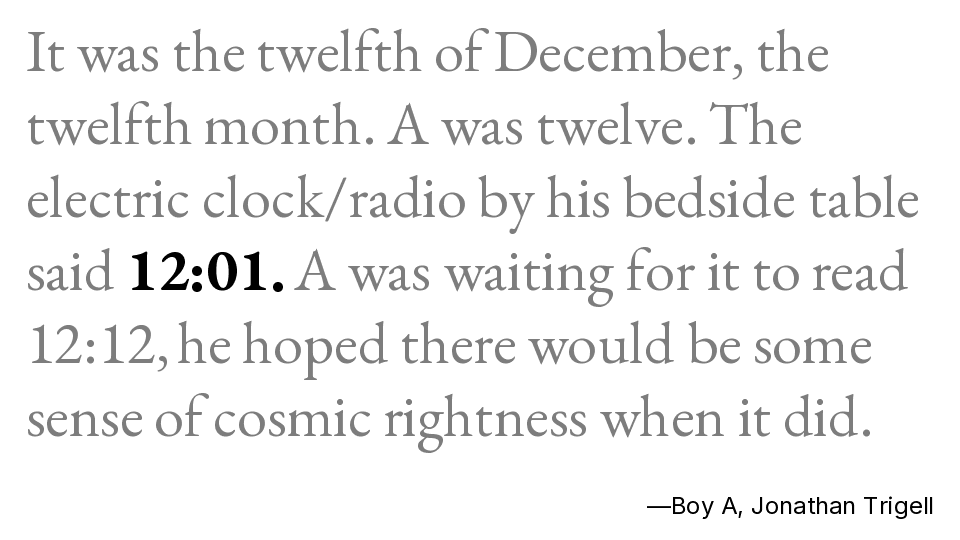 It was the twelfth of December, the
twelfth month. A was twelve. The
electric clock/radio by his bedside table
said 12:01. A was waiting for it to read
12:12, he hoped there would be some
sense of cosmic rightness when it did.
—Boy A, Jonathan Trigell